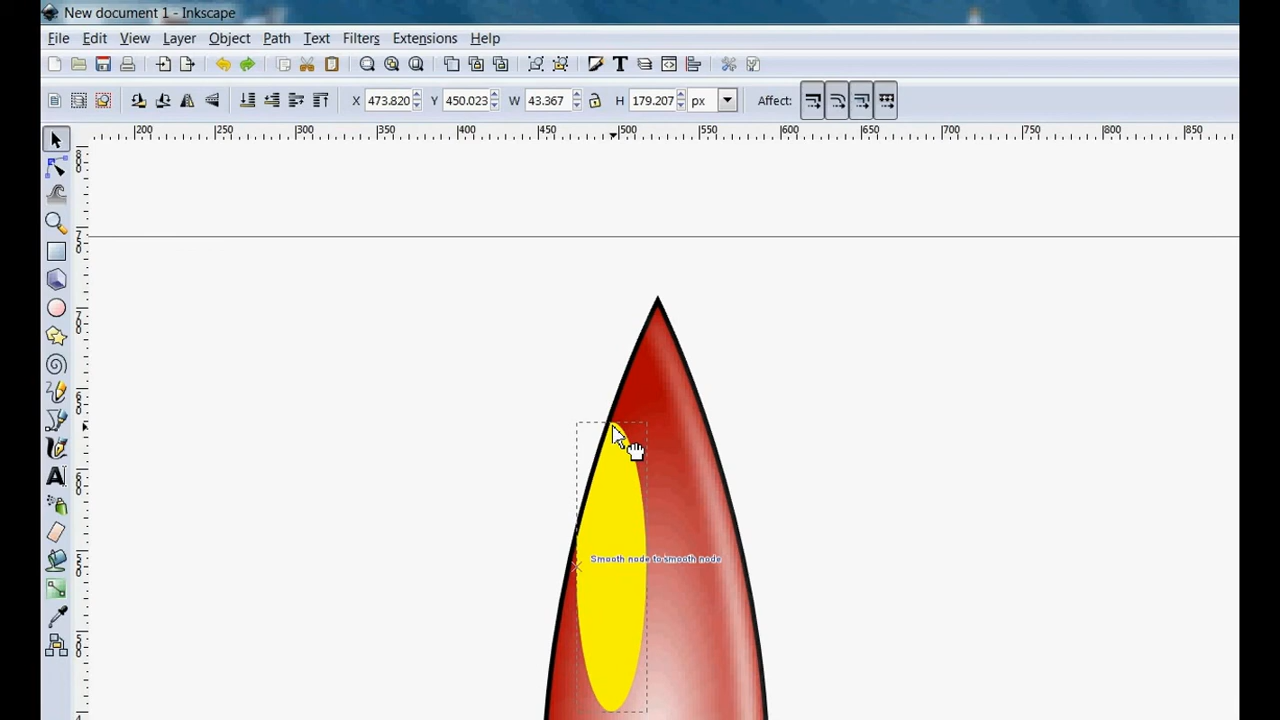 New document 1 - Inkscape
File Edit View Layer Object Path Text Filters Extensions Help
X 473.820 Y 450.023 W 43.367 H 179.207 px Affect:
200 250 300 350 400 450 500 550 600 650 700 750 800 850
Smooth node to smooth node